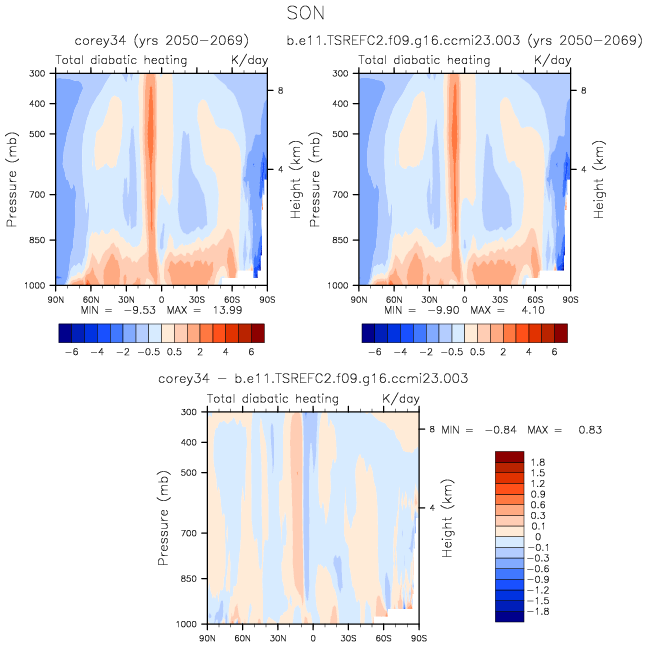 SON
corey34 (yrs 2050-2069)
b.e11.TSREFC2.f09.g16.ccmi23.003 (yrs 2050-2069)
Total diabatic heating K/day
Total diabatic heating K/day
300 400 500 700 850 1000
Pressure (mb)
8 4
Height (km)
90N 60N 30N 0 30S 60S 90S
300 400 500 700 850 1000
Pressure (mb)
8 4
Height (km)
90N 60N 30N 0 30S 60S 90S
MIN = -9.53 MAX = 13.99
MIN = -9.90 MAX = 4.10
-6 -4 -2 -0.5 0.5 2 4 6
-6 -4 -2 -0.5 0.5 2 4 6
corey34 - b.e11.TSREFC2.f09.g16.ccmi23.003
Total diabatic heating K/day
300 400 500 700 850 1000
Pressure (mb)
8 4
Height (km)
90N 60N 30N 0 30S 60S 90S
MIN = -0.84 MAX = 0.83
1.8
1.5
1.2
0.9
0.6
0.3
0.1
0
-0.1
-0.3
-0.6
-0.9
-1.2
-1.5
-1.8